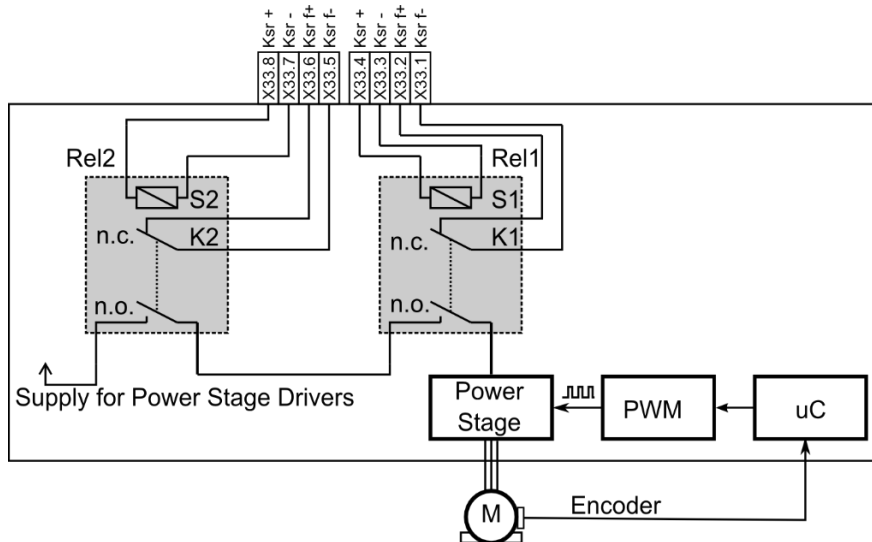 Ksr + Ksr - Ksr f+ Ksr f- Ksr + Ksr - Ksr f+ Ksr f-
X33.8 X33.7 X33.6 X33.5 X33.4 X33.3 X33.2 X33.1
Rel2 Rel1
S2 S1
n.c. K2 n.c. K1
n.o. n.o.
Supply for Power Stage Drivers
Power
Stage
PWM
uC
M
Encoder